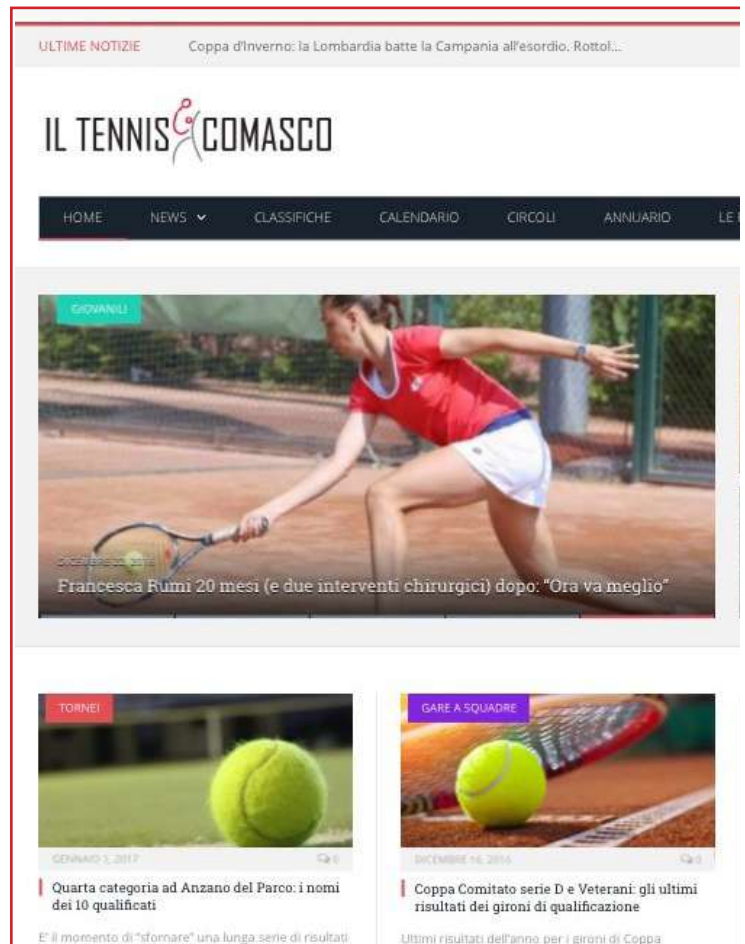 ULTIME NOTIZIE Coppa d'Inverno: la Lombardia batte la Campania all'esordio. Rottol...
IL TENNIS COMASCO
HOME NEWS CLASSIFICHE CALENDARIO CIRCOLI ANNUARIO LE
GIOVANILI
DICEMBRE 2016
Francesca Rumi 20 mesi (e due interventi chirurgici) dopo: "Ora va meglio"
TORNEI
GENNAIO 3, 2017 0
Quarta categoria ad Anzano del Parco: i nomi
dei 10 qualificati
E' il momento di "sfornare" una lunga serie di risultati
GARE A SQUADRE
DICEMBRE 16, 2016 0
Coppa Comitato serie D e Veterani: gli ultimi
risultati dei gironi di qualificazione
Ultimi risultati dell'anno per i gironi di Coppa